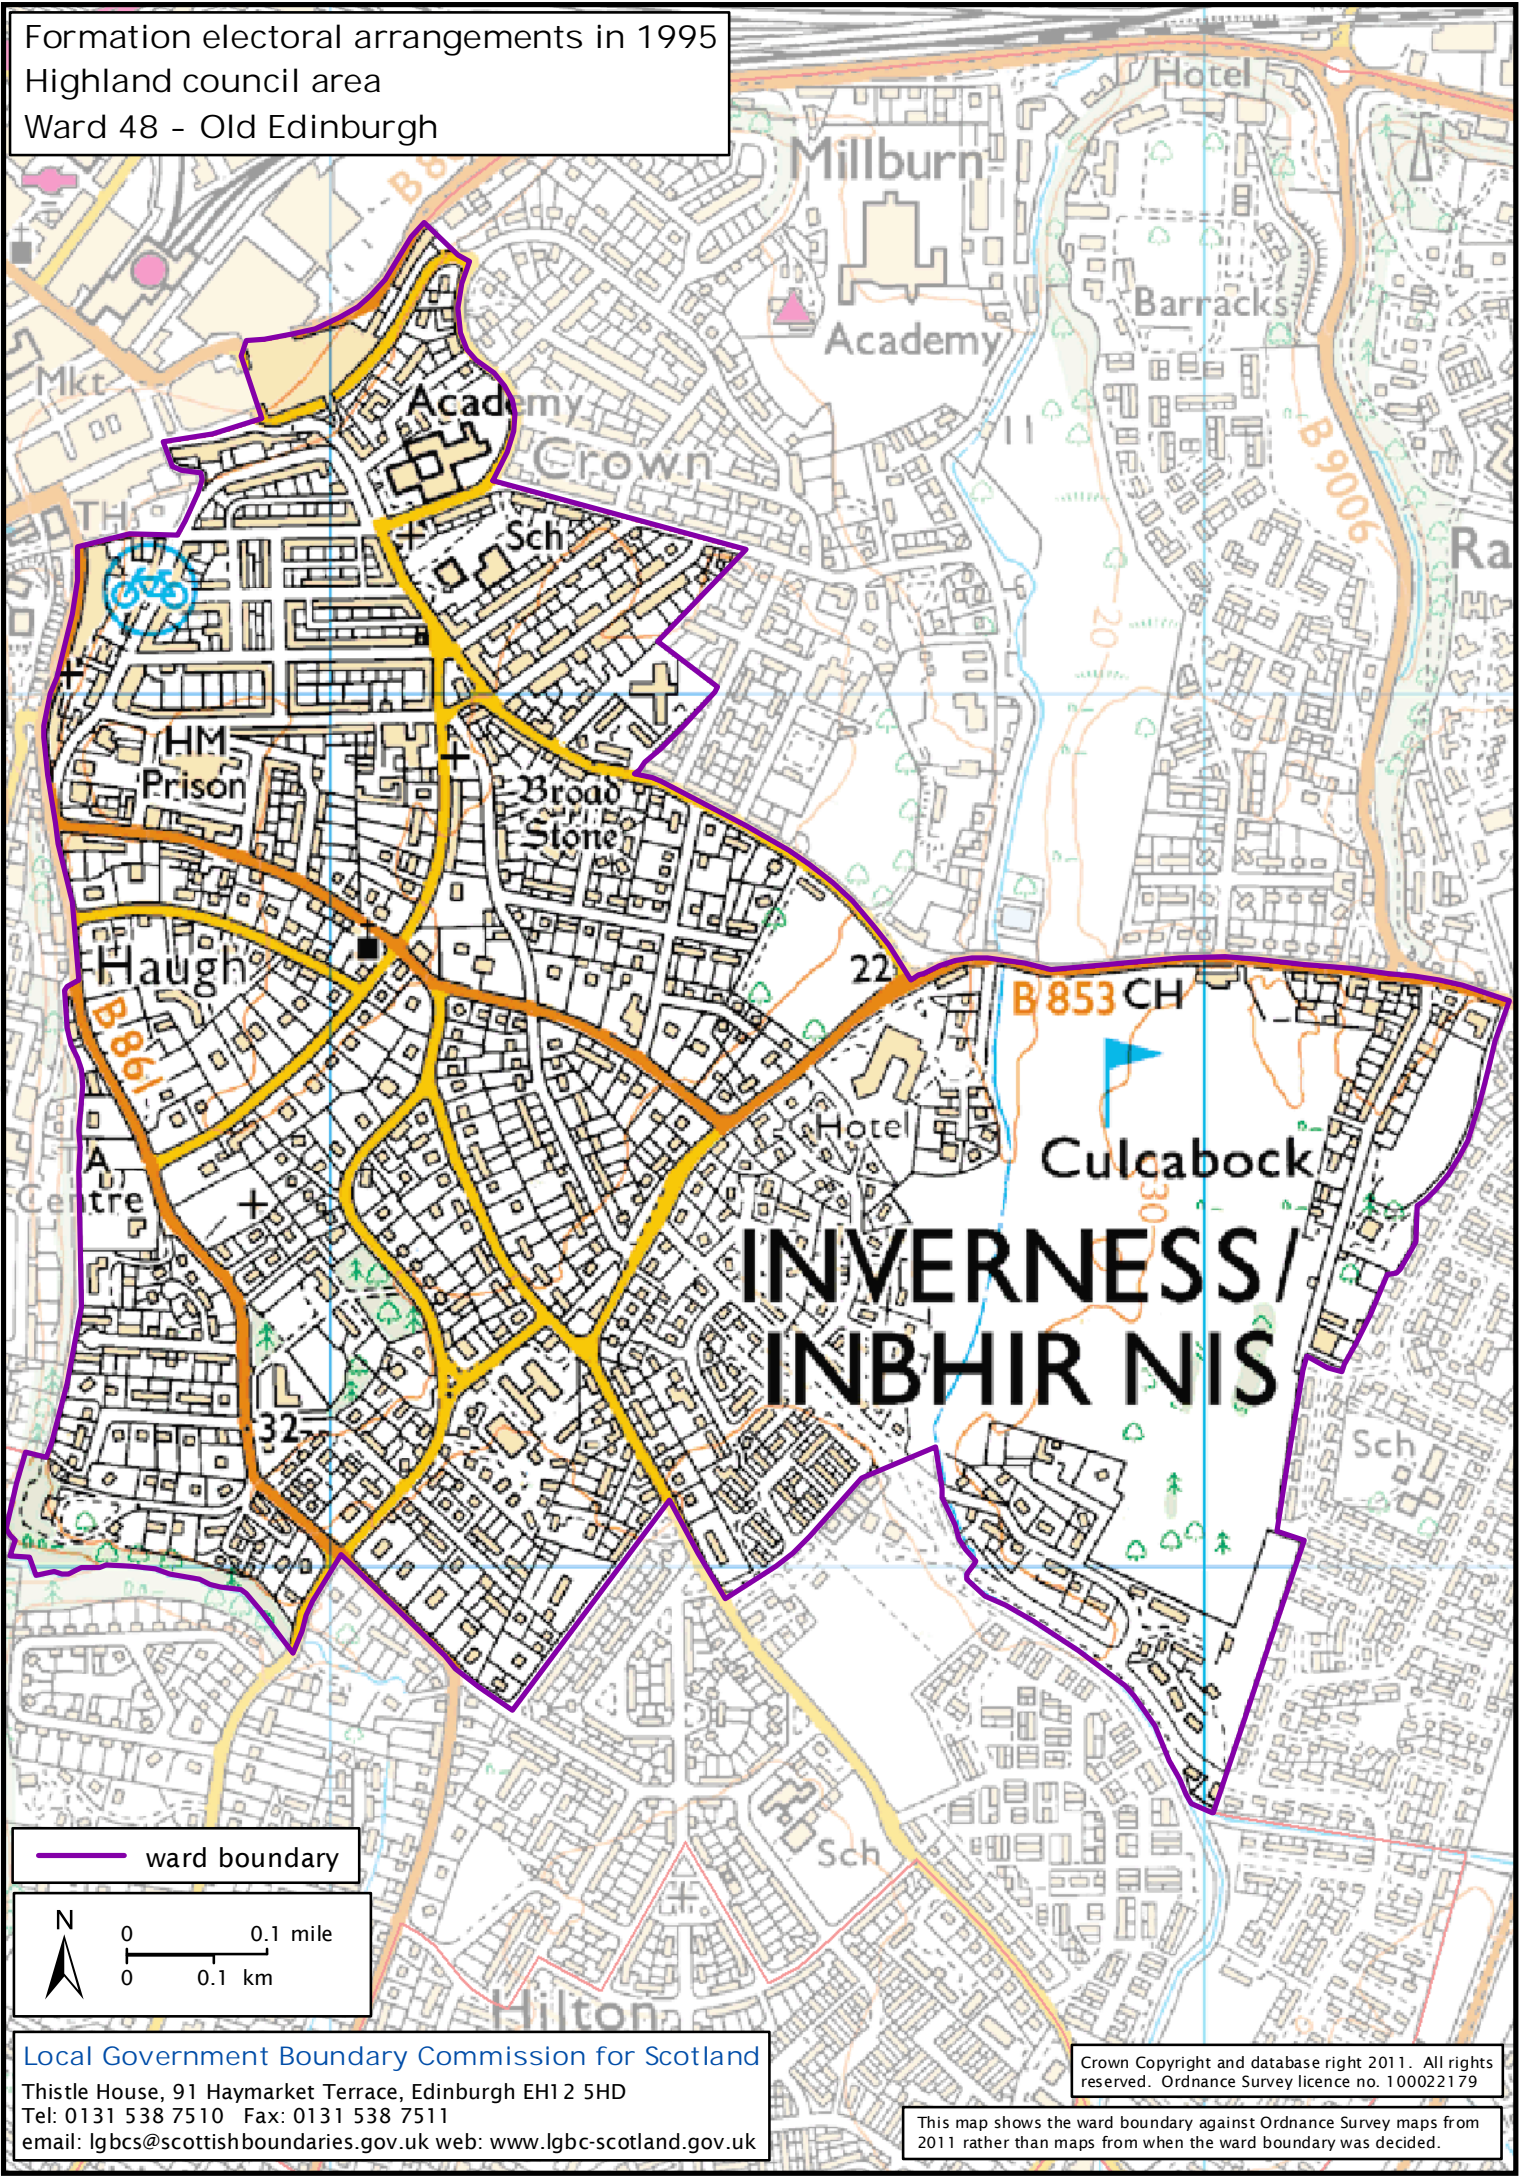 Formation electoral arrangements in 1995
Highland council area
Ward 48 - Old Edinburgh
Hotel
Millburn
Barracks
Academy
Mkt
Academy
Crown
11
B 9006
TH
Sch
Ra
20
HM
Prison
Broad
Stone
Haugh
22
B 853
CH
B 861
Hotel
Culcabock
Centre
30
INVERNESS/
INBHIR NIS
32
Sch
Sch
Hilton
ward boundary
N
0 0.1 mile
0 0.1 km
Local Government Boundary Commission for Scotland
Thistle House, 91 Haymarket Terrace, Edinburgh EH12 5HD
Tel: 0131 538 7510 Fax: 0131 538 7511
email: lgbcs@scottishboundaries.gov.uk web: www.lgbc-scotland.gov.uk
Crown Copyright and database right 2011. All rights
reserved. Ordnance Survey licence no. 100022179
This map shows the ward boundary against Ordnance Survey maps from
2011 rather than maps from when the ward boundary was decided.